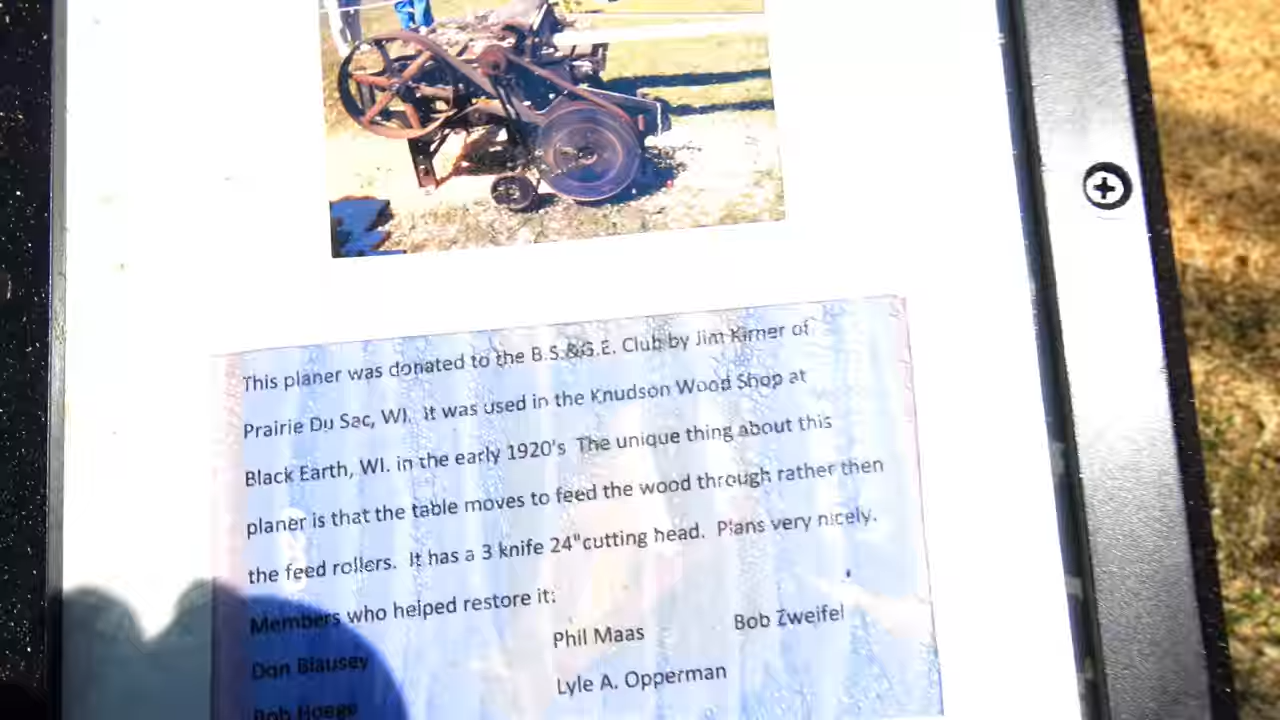 This planer was donated to the B.S.&G.E. Club by Jim Kirner of
Prairie Du Sac, WI. It was used in the Knudson Wood Shop at
Black Earth, WI. in the early 1920's The unique thing about this
planer is that the table moves to feed the wood through rather then
the feed rollers. It has a 3 knife 24"cutting head. Plans very nicely.
Members who helped restore it:
Phil Maas Bob Zweifel
Dan Blausey
Lyle A. Opperman
Bob